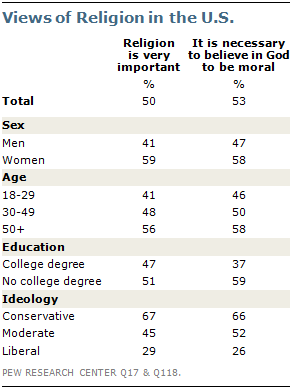 Views of Religion in the U.S.
Religion is very important It is necessary to believe in God to be moral
% %
Total 50 53
Sex
Men 41 47
Women 59 58
Age
18-29 41 46
30-49 48 50
50+ 56 58
Education
College degree 47 37
No college degree 51 59
Ideology
Conservative 67 66
Moderate 45 52
Liberal 29 26
PEW RESEARCH CENTER Q17 & Q118.